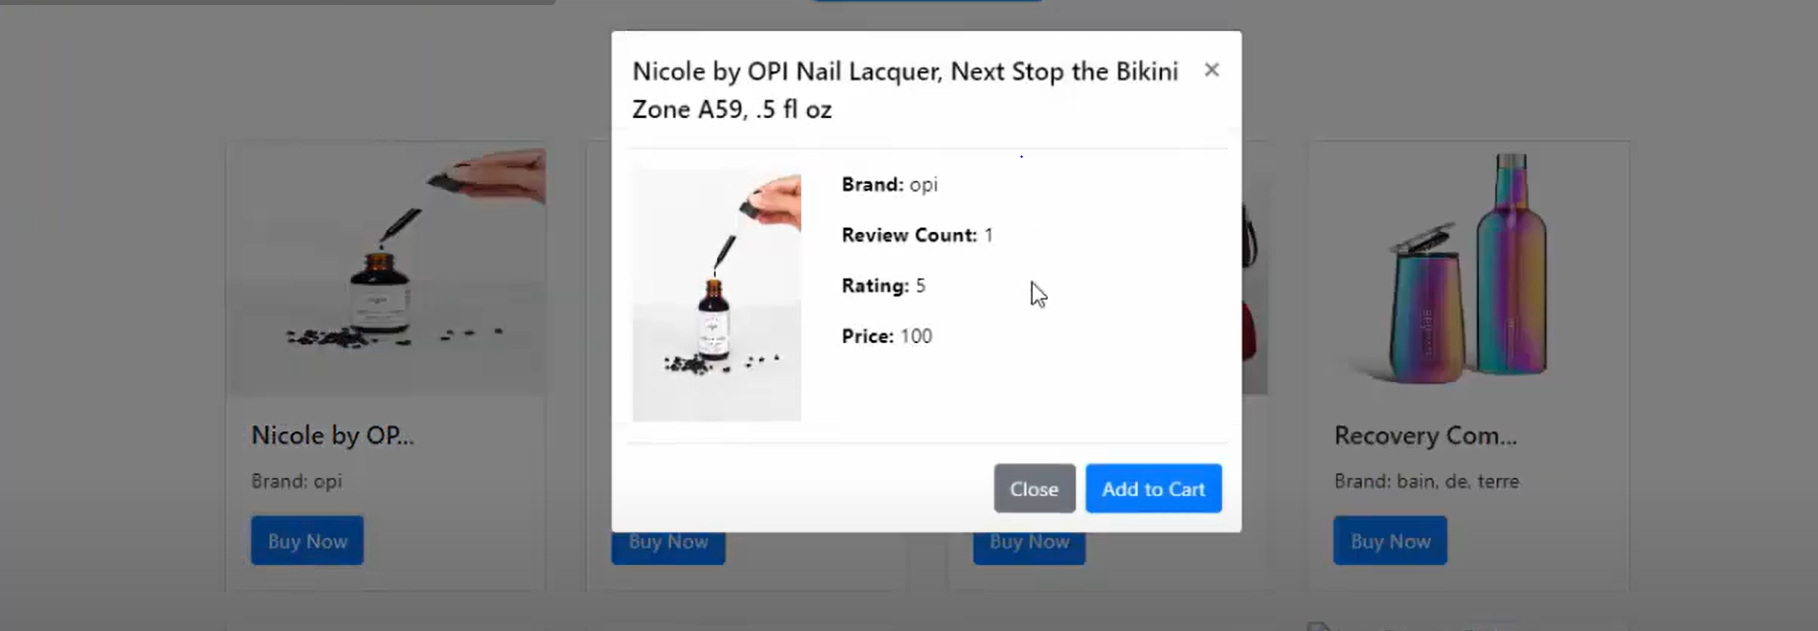 Nicole by OPI Nail Lacquer, Next Stop the Bikini
Zone A59, .5 fl oz
×
Brand: opi
Review Count: 1
Rating: 5
Price: 100
Close
Add to Cart
Nicole by OP...
Brand: opi
Buy Now
Buy Now
Buy Now
Recovery Com...
Brand: bain, de, terre
Buy Now